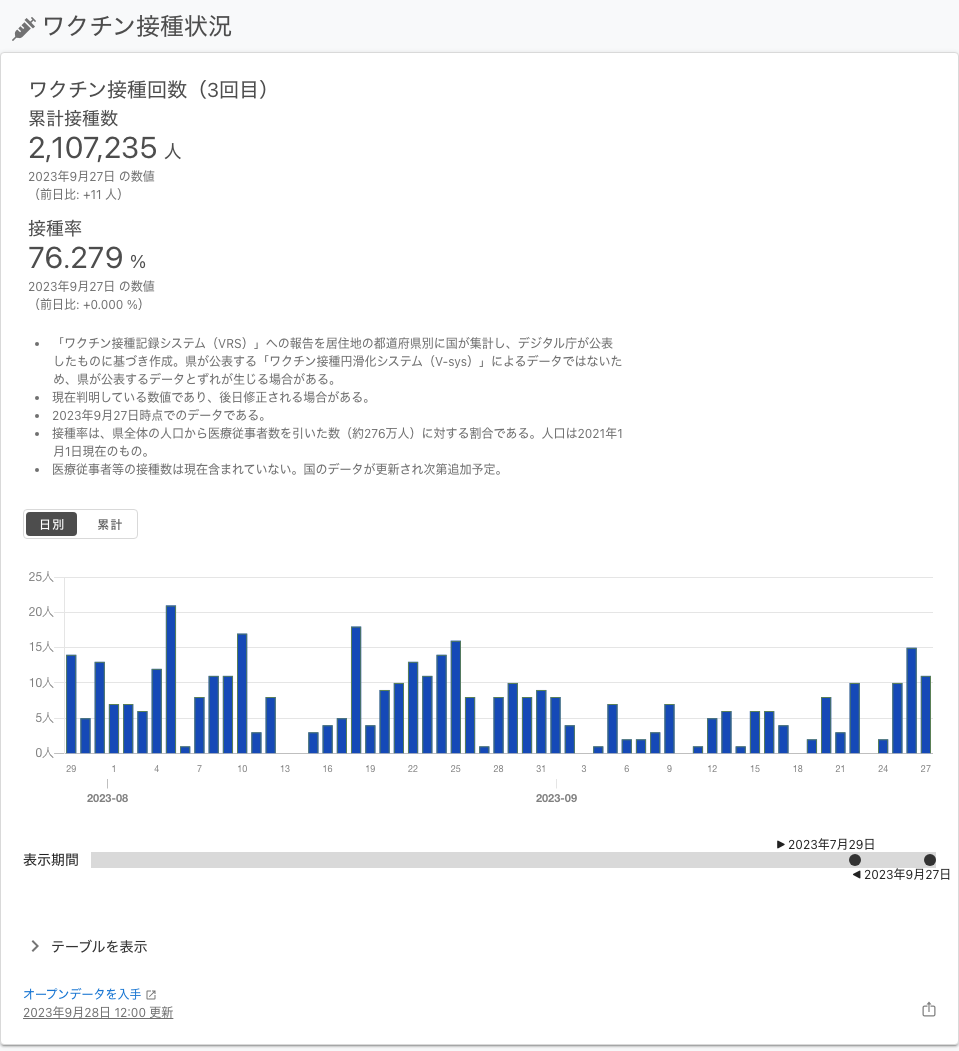 ワクチン接種状況
ワクチン接種回数（3回目）
累計接種数
2,107,235 人
2023年9月27日 の数値
（前日比: +11 人）
接種率
76.279 %
2023年9月27日 の数値
（前日比: +0.000 %）
• 「ワクチン接種記録システム（VRS）」への報告を居住地の都道府県別に国が集計し、デジタル庁が公表
したものに基づき作成。県が公表する「ワクチン接種円滑化システム（V-sys）」によるデータではないた
め、県が公表するデータとずれが生じる場合がある。
• 現在判明している数値であり、後日修正される場合がある。
• 2023年9月27日時点でのデータである。
• 接種率は、県全体の人口から医療従事者数を引いた数（約276万人）に対する割合である。人口は2021年1
月1日現在のもの。
• 医療従事者等の接種数は現在含まれていない。国のデータが更新され次第追加予定。
日別 累計
25人
20人
15人
10人
5人
0人
29 1 4 7 10 13 16 19 22 25 28 31 3 6 9 12 15 18 21 24 27
2023-08 2023-09
▶ 2023年7月29日
表示期間
◀ 2023年9月27日
テーブルを表示
オープンデータを入手
2023年9月28日 12:00 更新